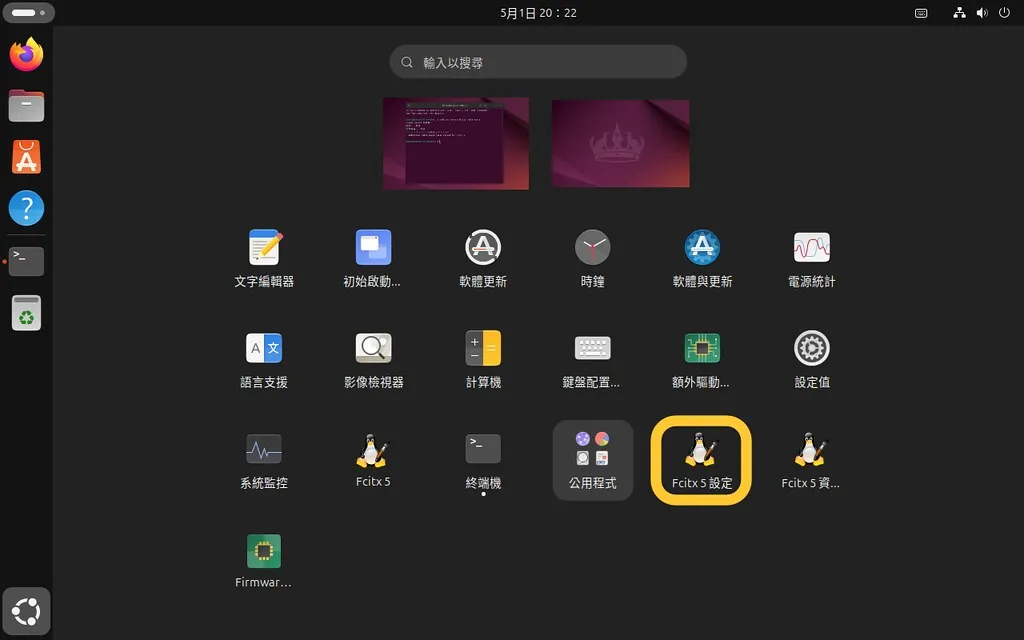 5月1日 20：22
輸入以搜尋
文字編輯器
初始啟動...
軟體更新
時鐘
軟體與更新
電源統計
語言支援
影像檢視器
計算機
鍵盤配置...
額外驅動...
設定值
系統監控
Fcitx 5
終端機
公用程式
Fcitx 5 設定
Fcitx 5 資...
Firmwar...